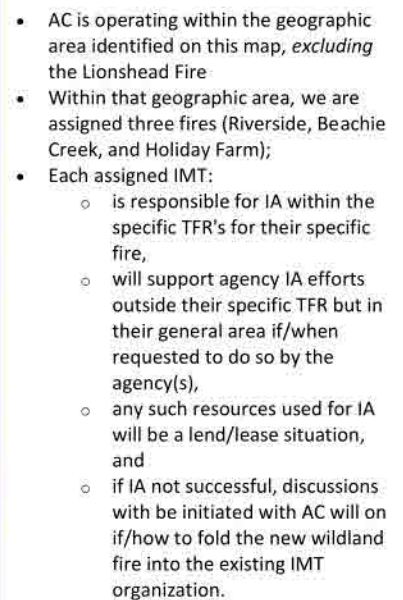 • AC is operating within the geographic
area identified on this map, excluding
the Lionshead Fire
• Within that geographic area, we are
assigned three fires (Riverside, Beachie
Creek, and Holiday Farm);
• Each assigned IMT:
o is responsible for IA within the
specific TFR's for their specific
fire,
o will support agency IA efforts
outside their specific TFR but in
their general area if/when
requested to do so by the
agency(s),
o any such resources used for IA
will be a lend/lease situation,
and
o if IA not successful, discussions
with be initiated with AC will on
if/how to fold the new wildland
fire into the existing IMT
organization.